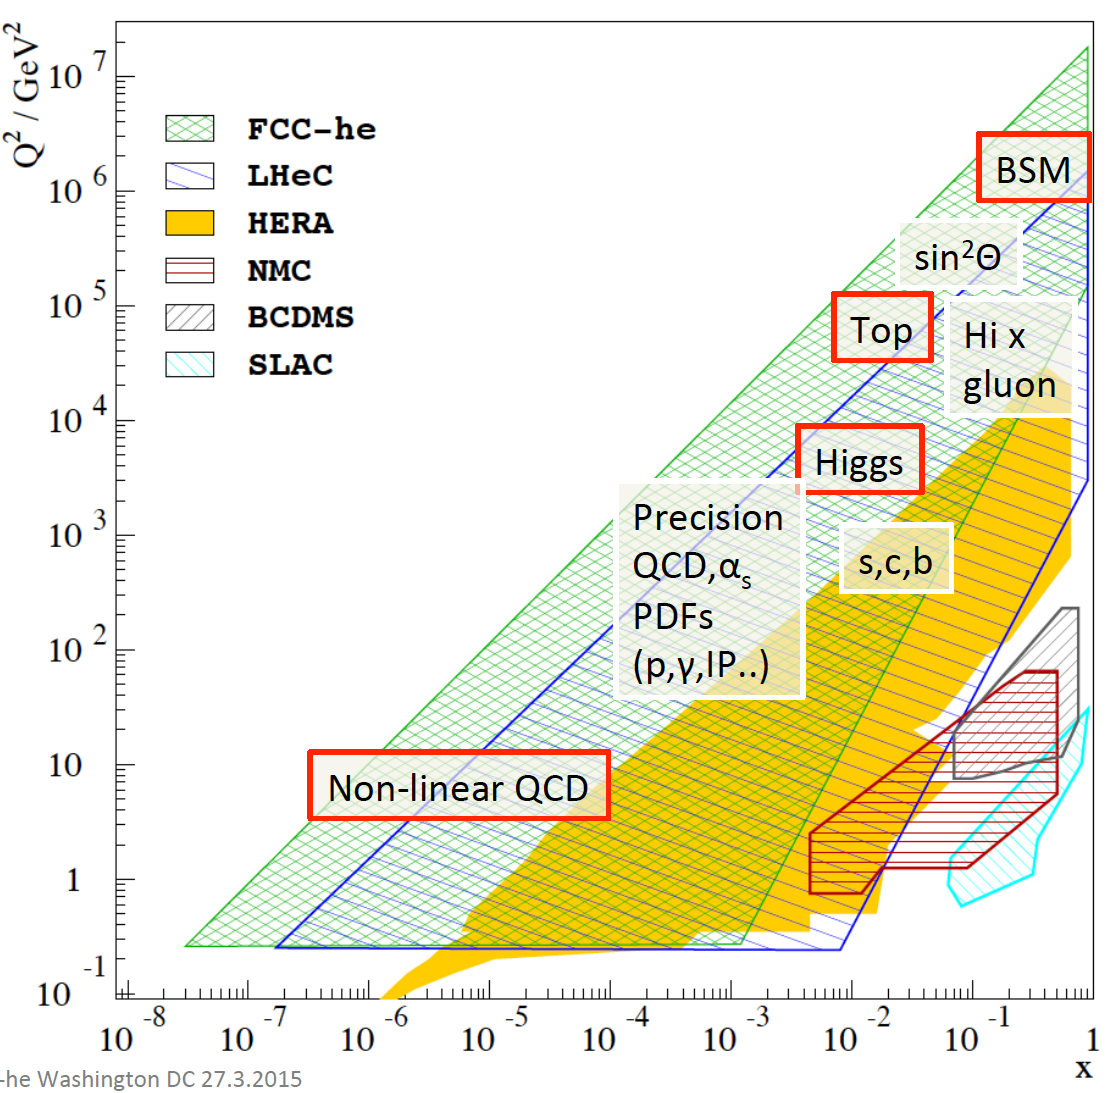 Q² / GeV²
10⁷
10⁶
10⁵
10⁴
10³
10²
10
1
10⁻¹
FCC-he
LHeC
HERA
NMC
BCDMS
SLAC
BSM
sin²Θ
Top
Hi x
gluon
Higgs
Precision
QCD,αₛ
PDFs
(p,γ,IP..)
s,c,b
Non-linear QCD
10⁻⁸ 10⁻⁷ 10⁻⁶ 10⁻⁵ 10⁻⁴ 10⁻³ 10⁻² 10⁻¹ 1
x
-he Washington DC 27.3.2015